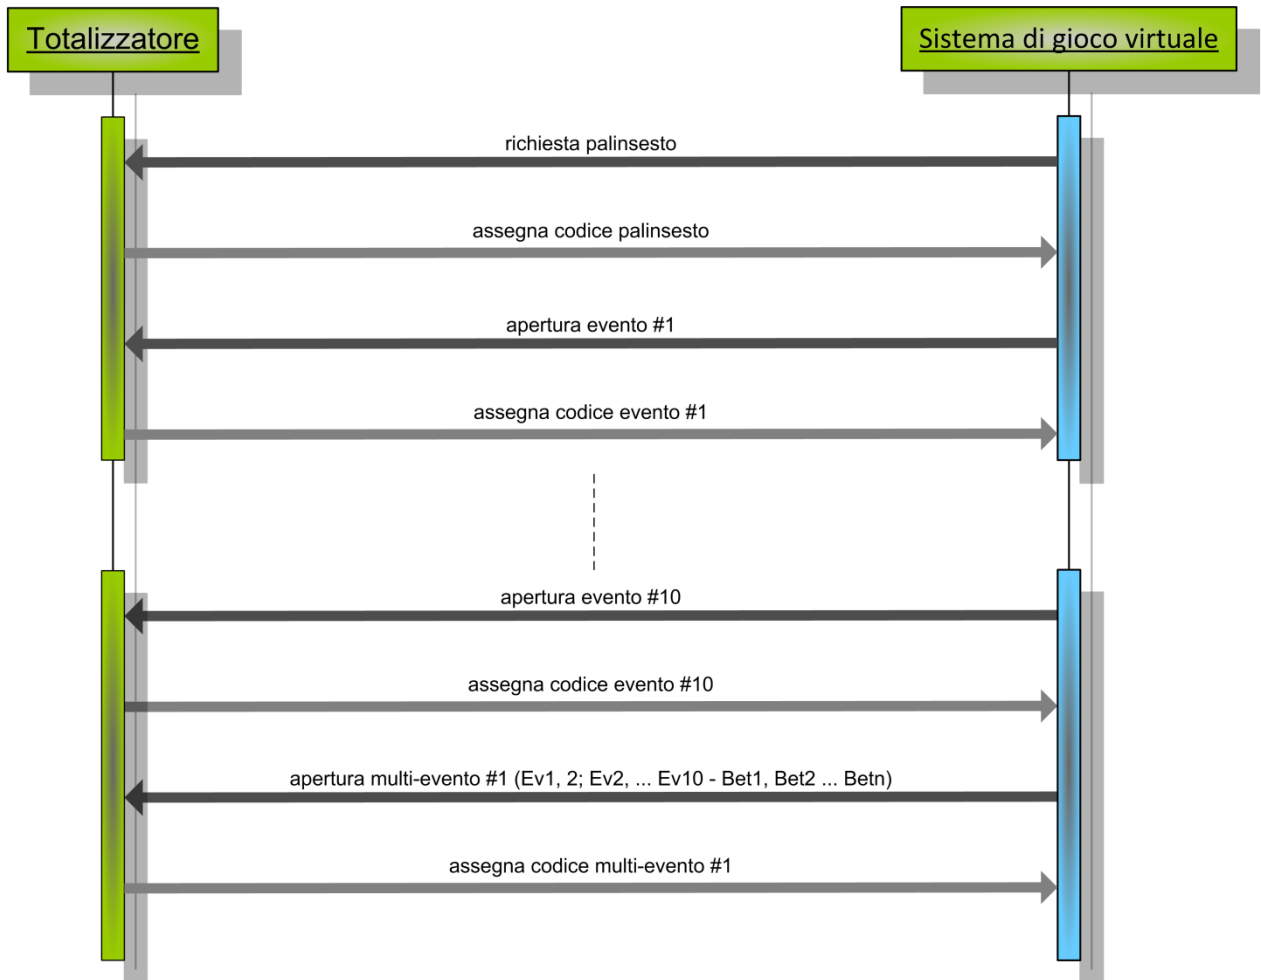 Totalizzatore
Sistema di gioco virtuale
richiesta palinsesto
assegna codice palinsesto
apertura evento #1
assegna codice evento #1
apertura evento #10
assegna codice evento #10
apertura multi-evento #1 (Ev1, 2; Ev2, ... Ev10 - Bet1, Bet2 ... Betn)
assegna codice multi-evento #1